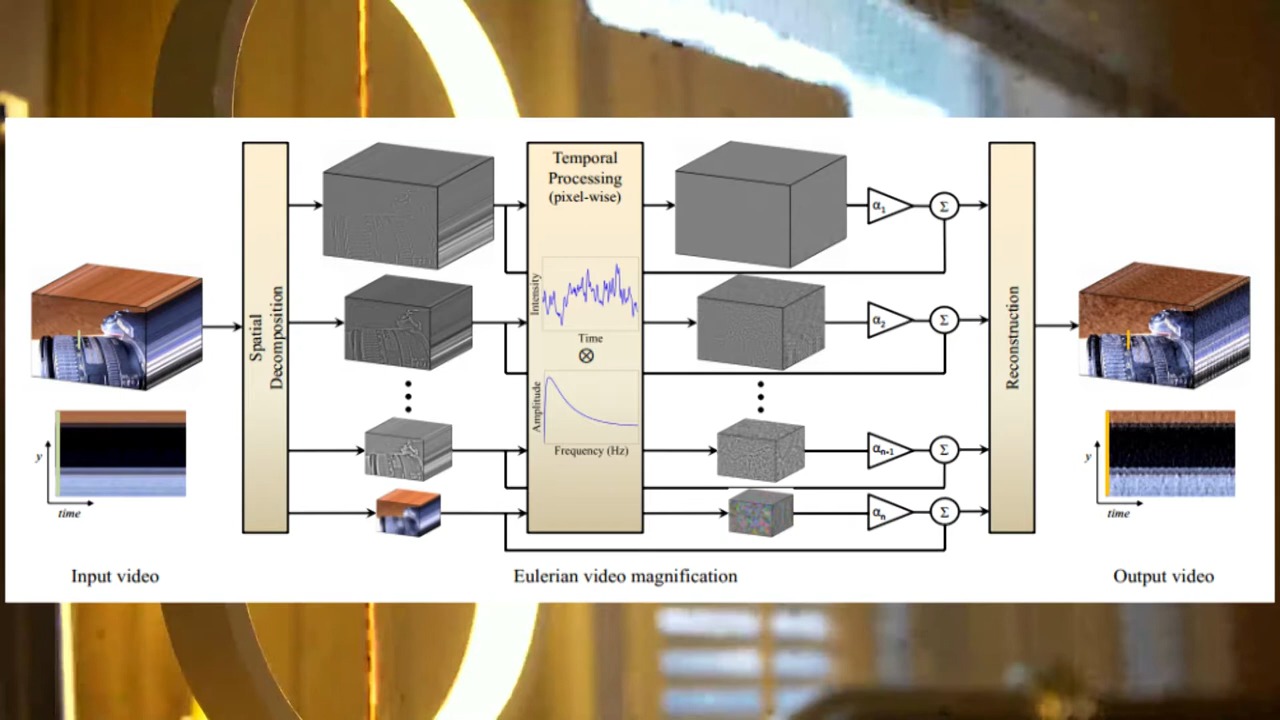 Temporal
Processing
(pixel-wise)
α1
Σ
Spatial
Decomposition
Intensity
Time
⊗
α2
Σ
Reconstruction
Amplitude
Frequency (Hz)
αn-1
Σ
αn
Σ
y
time
y
time
Input video
Eulerian video magnification
Output video